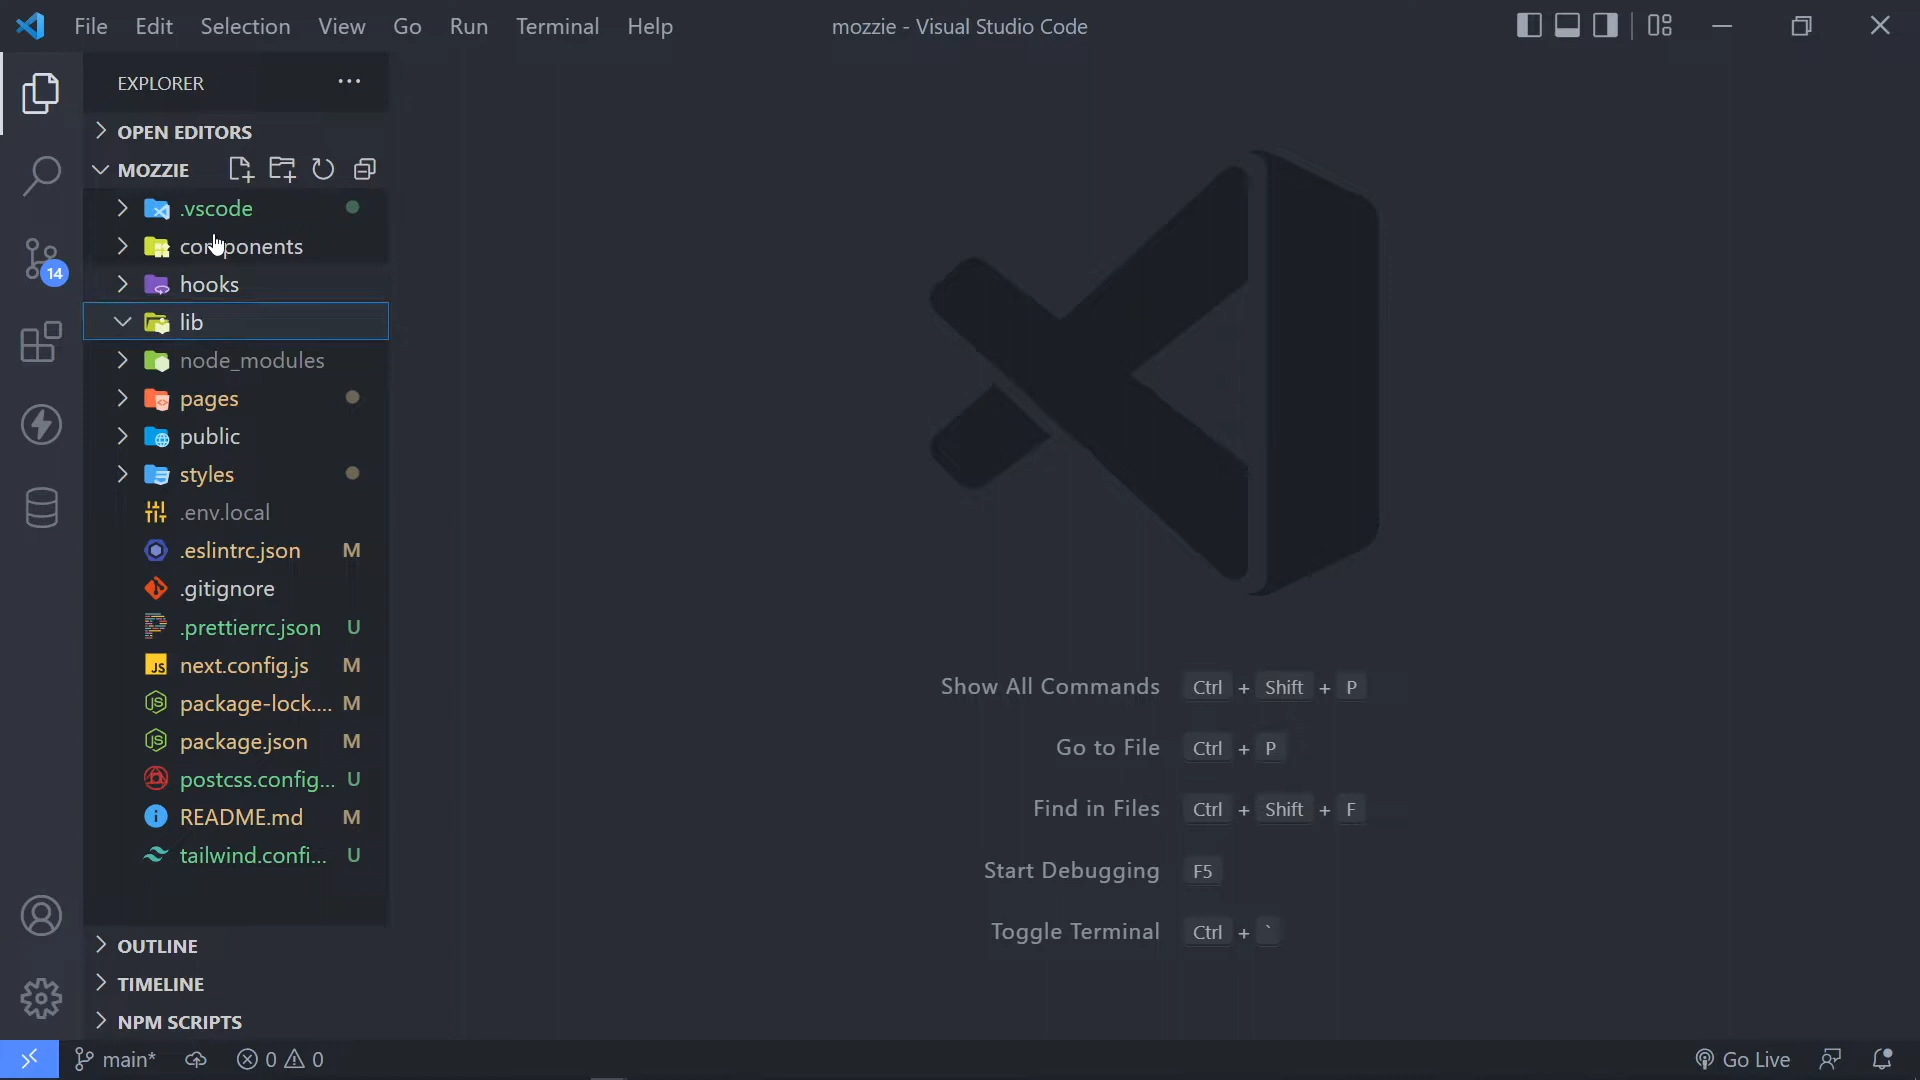 File Edit Selection View Go Run Terminal Help
mozzie - Visual Studio Code
EXPLORER
OPEN EDITORS
MOZZIE
.vscode
components
hooks
lib
node_modules
pages
public
styles
.env.local
.eslintrc.json M
.gitignore
.prettierrc.json U
JS next.config.js M
package-lock.... M
package.json M
postcss.config... U
README.md M
tailwind.confi... U
OUTLINE
TIMELINE
NPM SCRIPTS
14
Show All Commands Ctrl + Shift + P
Go to File Ctrl + P
Find in Files Ctrl + Shift + F
Start Debugging F5
Toggle Terminal Ctrl + `
main* 0 0 Go Live